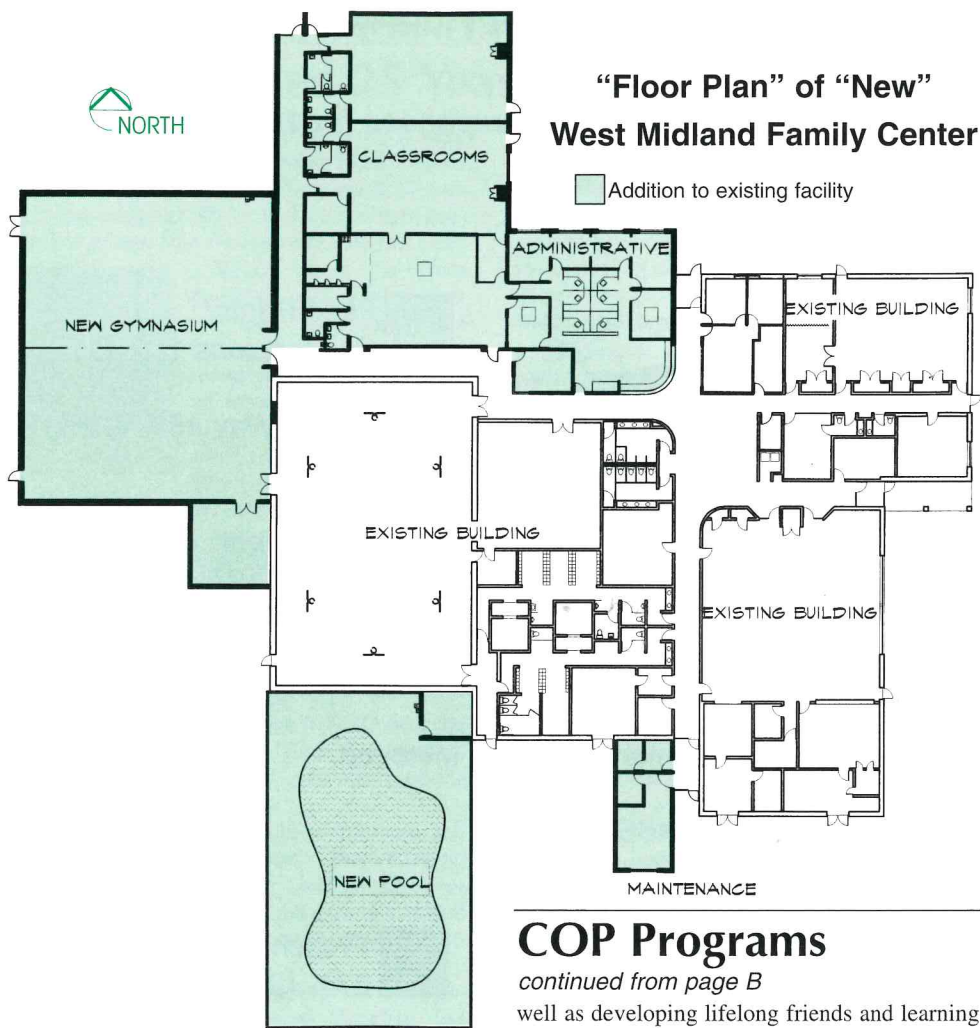 "Floor Plan" of "New"
West Midland Family Center
Addition to existing facility
NORTH
CLASSROOMS
ADMINISTRATIVE
NEW GYMNASIUM
EXISTING BUILDING
EXISTING BUILDING
EXISTING BUILDING
NEW POOL
MAINTENANCE
COP Programs
continued from page B
well as developing lifelong friends and learning